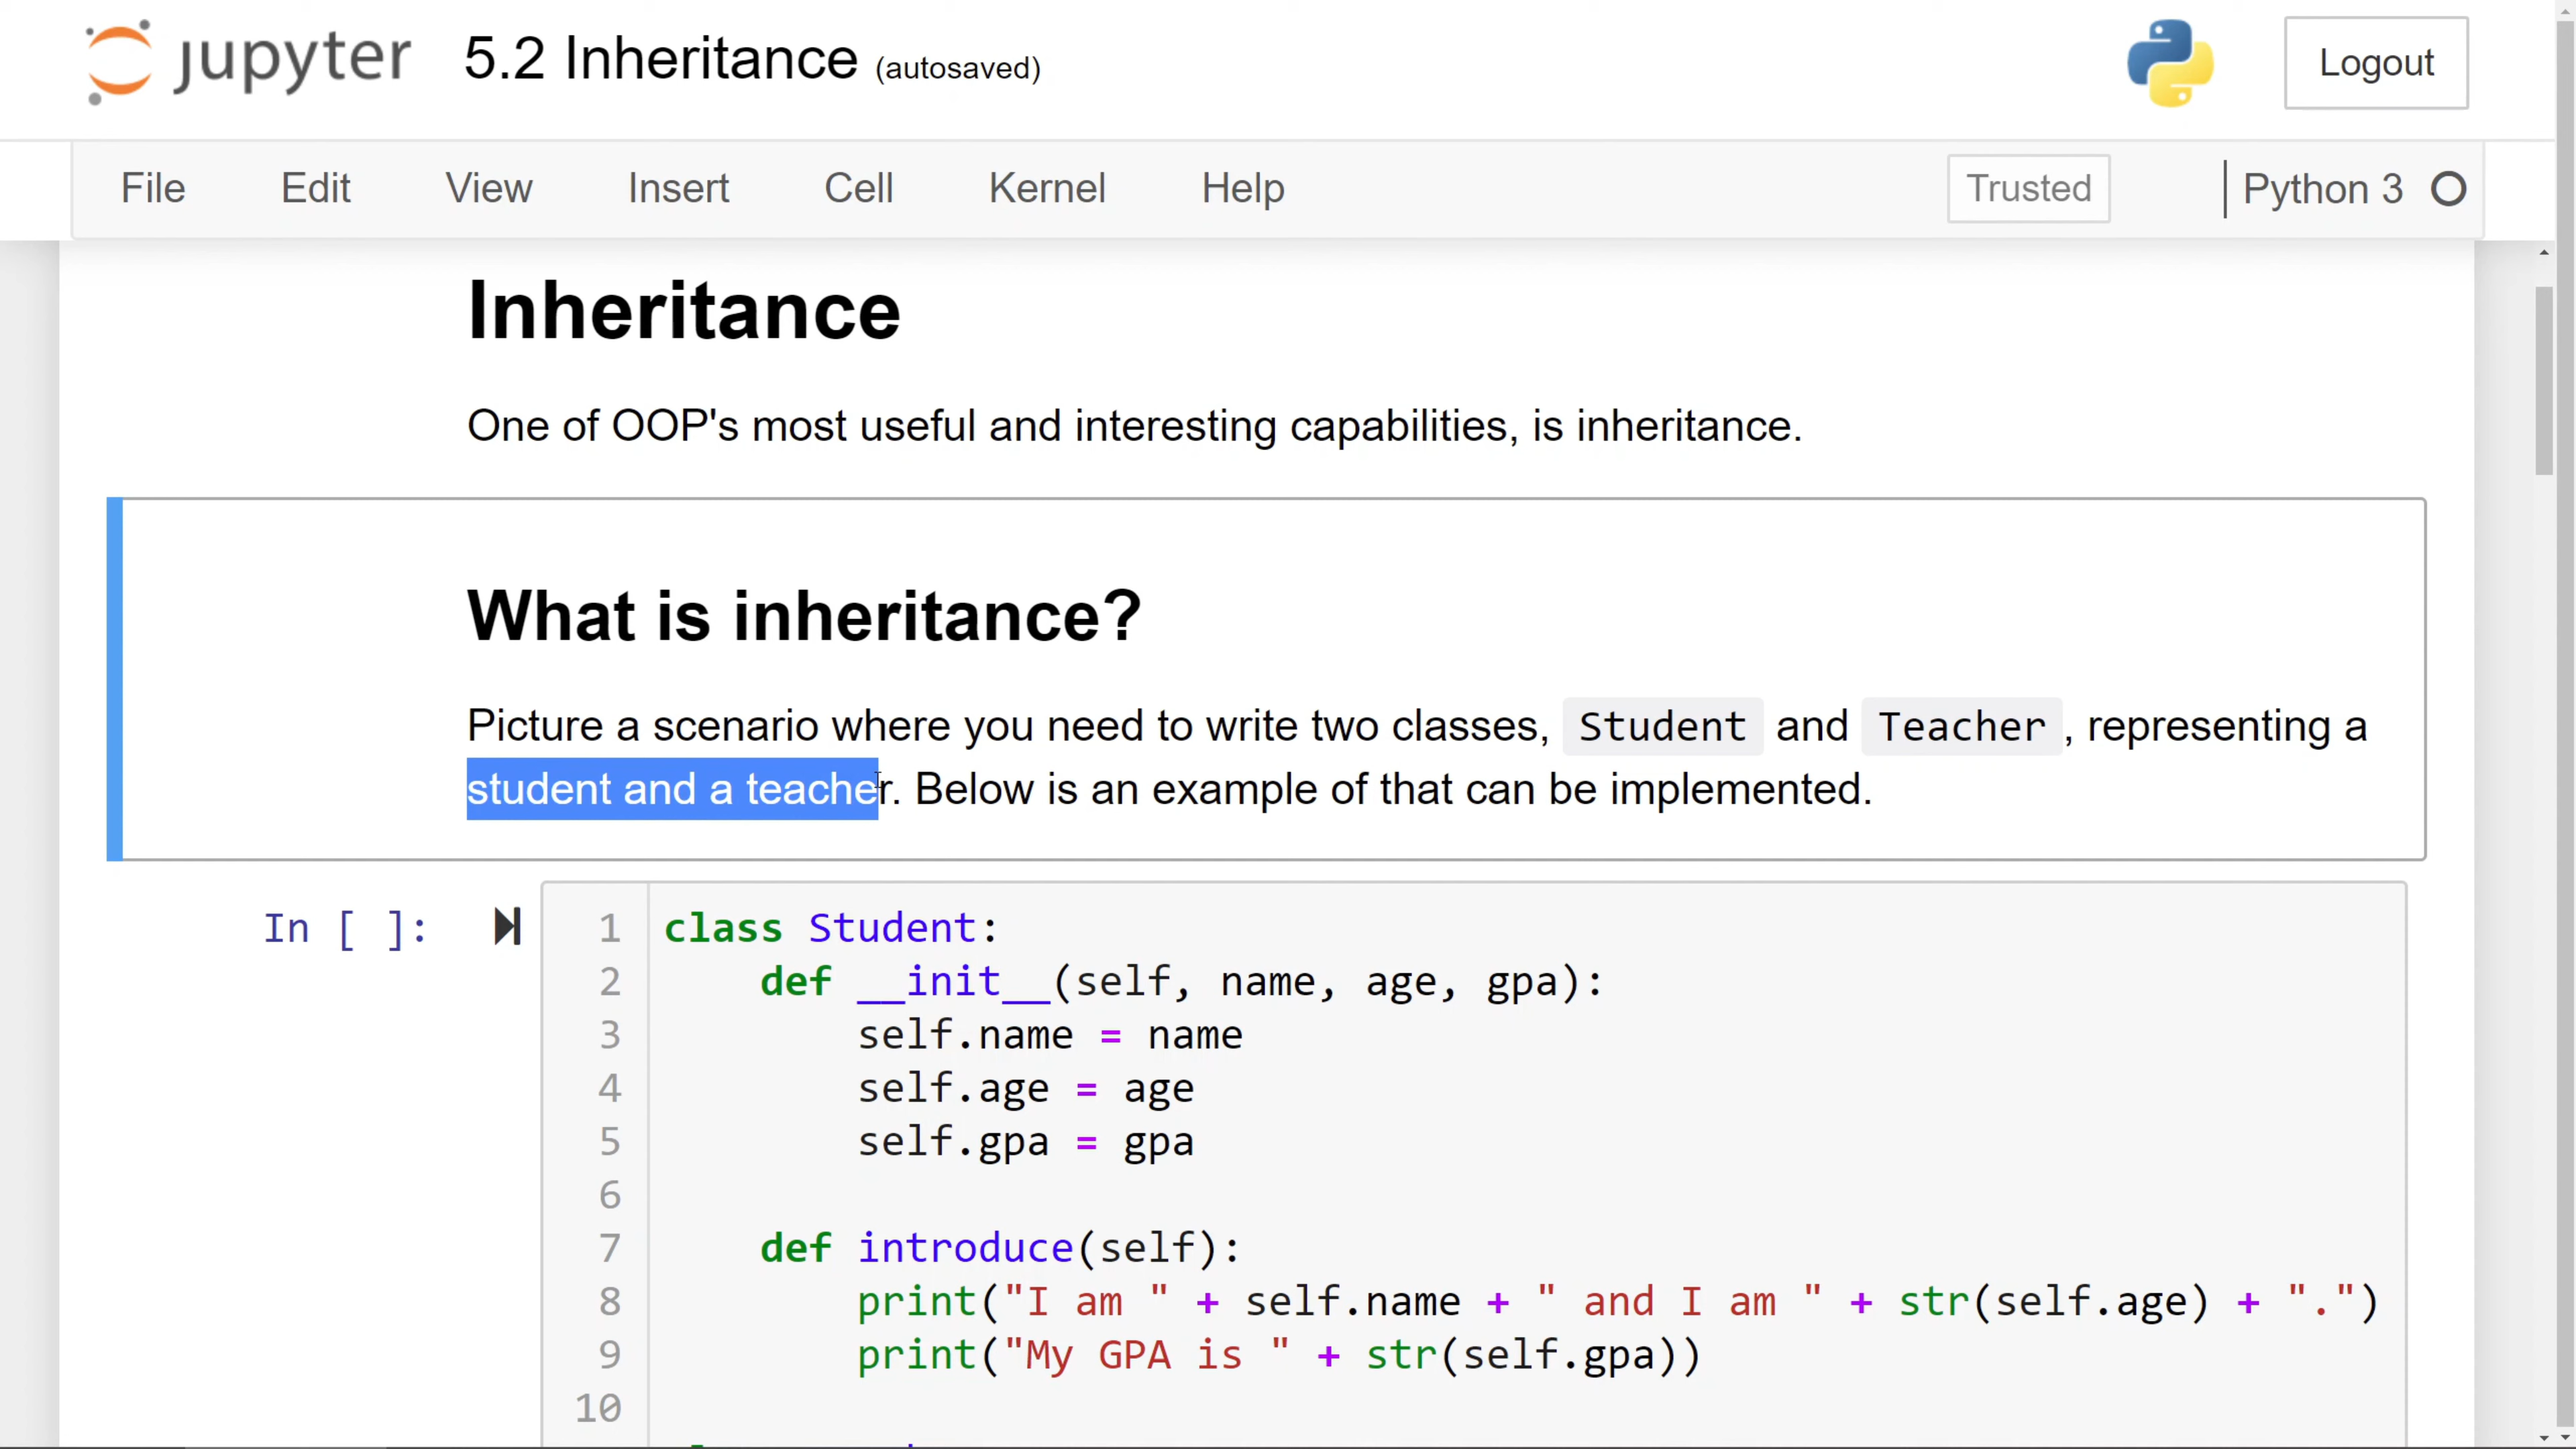 jupyter 5.2 Inheritance (autosaved) Logout
File Edit View Insert Cell Kernel Help Trusted Python 3
Inheritance
One of OOP's most useful and interesting capabilities, is inheritance.
What is inheritance?
Picture a scenario where you need to write two classes, Student and Teacher, representing a
student and a teacher. Below is an example of that can be implemented.
In [ ]:
1 class Student:
2 def __init__(self, name, age, gpa):
3 self.name = name
4 self.age = age
5 self.gpa = gpa
6
7 def introduce(self):
8 print("I am " + self.name + " and I am " + str(self.age) + ".")
9 print("My GPA is " + str(self.gpa))
10